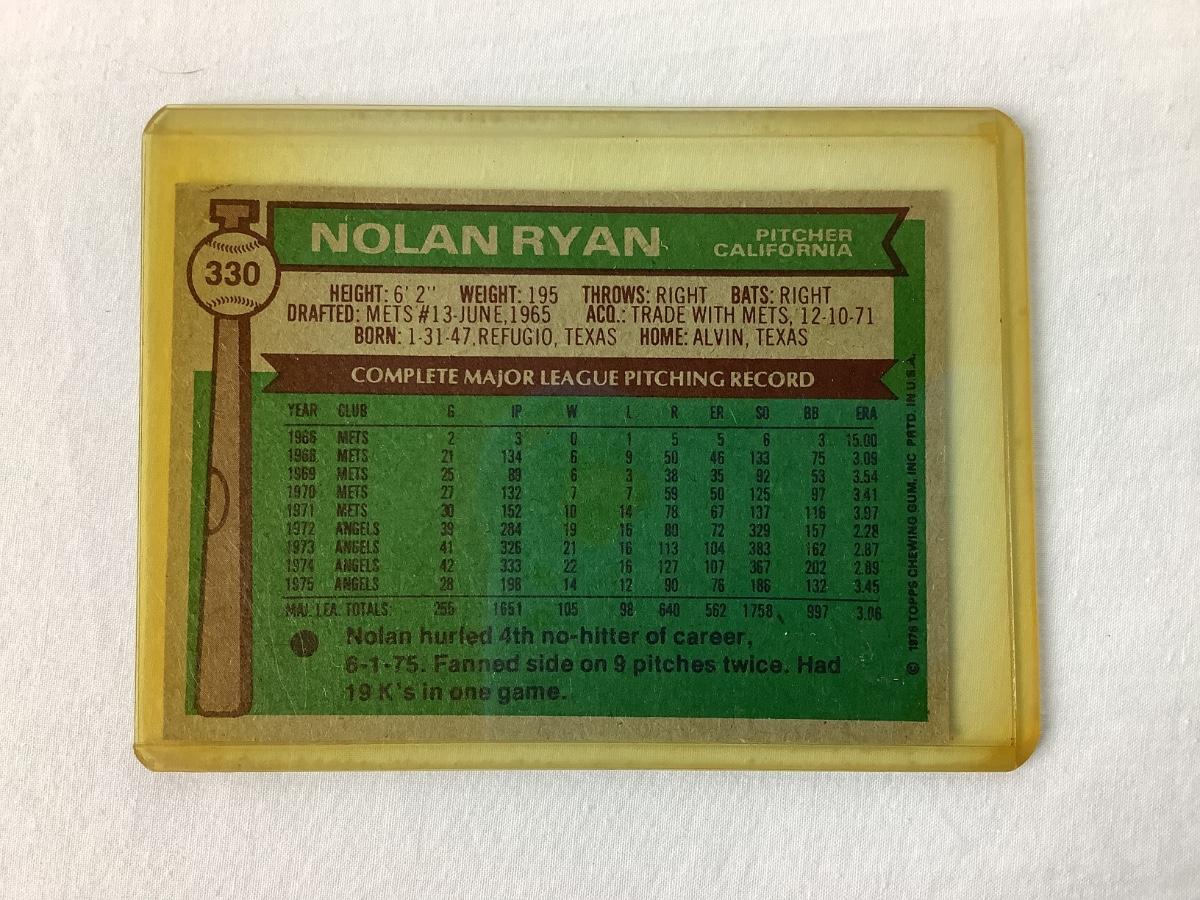 T
330
NOLAN RYAN
PITCHER
CALIFORNIA
HEIGHT: 6' 2" WEIGHT: 195 THROWS: RIGHT BATS: RIGHT
DRAFTED: METS #13-JUNE, 1965 ACQ.: TRADE WITH METS, 12-10-71
BORN: 1-31-47, REFUGIO, TEXAS HOME: ALVIN, TEXAS
COMPLETE MAJOR LEAGUE PITCHING RECORD
YEAR CLUB G IP W L R ER SO BB ERA
1966 METS 2 3 0 1 5 5 6 3 15.00
1968 METS 21 134 6 9 50 46 133 75 3.09
1969 METS 25 89 6 3 38 35 92 53 3.54
1970 METS 27 132 7 7 59 50 125 97 3.41
1971 METS 30 152 10 14 78 67 137 116 3.97
1972 ANGELS 39 284 19 16 80 72 329 157 2.28
1973 ANGELS 41 326 21 16 113 104 383 162 2.87
1974 ANGELS 42 333 22 16 127 107 367 202 2.89
1975 ANGELS 28 198 14 12 90 76 186 132 3.45
MAJ. LEA. TOTALS: 255 1651 105 98 640 562 1758 997 3.06
Nolan hurled 4th no-hitter of career,
6-1-75. Fanned side on 9 pitches twice. Had
19 K's in one game.
© 1976 TOPPS CHEWING GUM, INC PRTD. IN U.S.A.